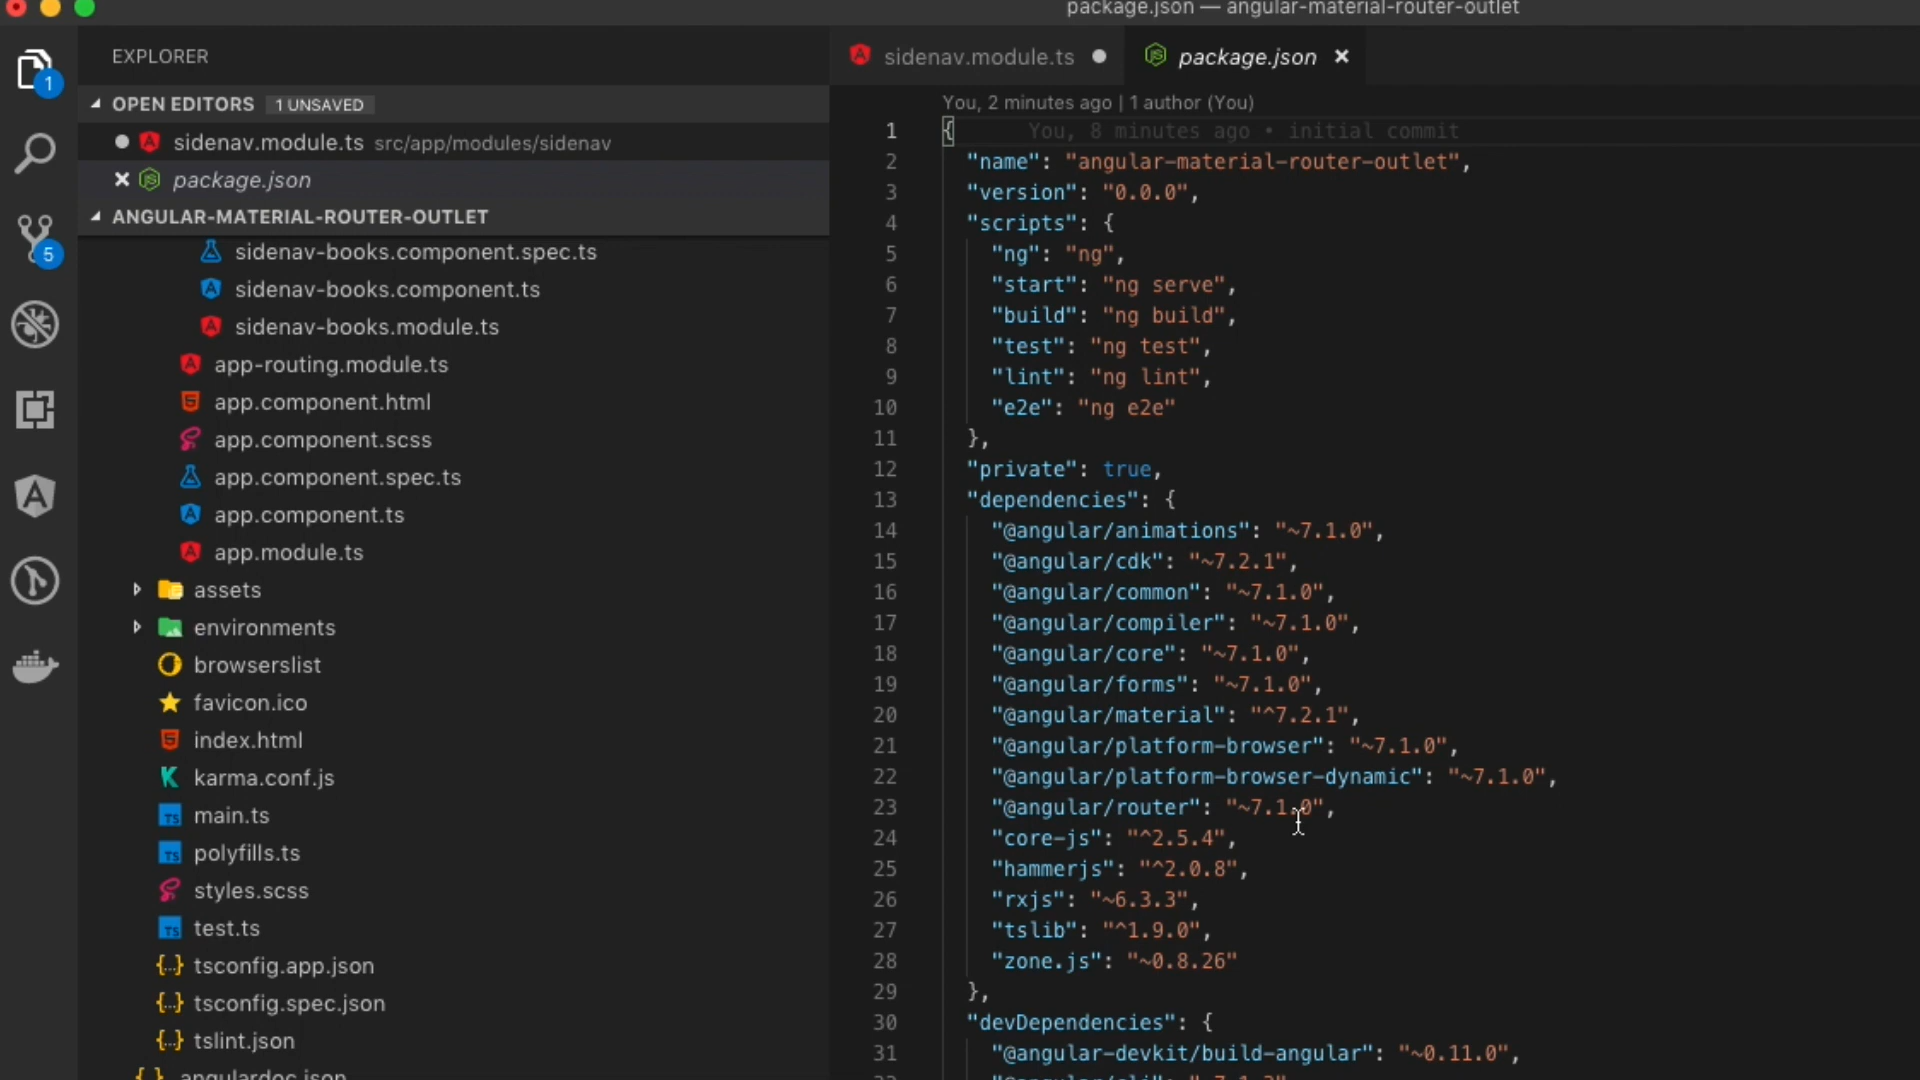 package.json — angular-material-router-outlet
EXPLORER
OPEN EDITORS 1 UNSAVED
sidenav.module.ts src/app/modules/sidenav
package.json
ANGULAR-MATERIAL-ROUTER-OUTLET
sidenav-books.component.spec.ts
sidenav-books.component.ts
sidenav-books.module.ts
app-routing.module.ts
app.component.html
app.component.scss
app.component.spec.ts
app.component.ts
app.module.ts
assets
environments
browserslist
favicon.ico
index.html
karma.conf.js
main.ts
polyfills.ts
styles.scss
test.ts
tsconfig.app.json
tsconfig.spec.json
tslint.json
angulardoc.json
1
5
sidenav.module.ts
package.json
You, 2 minutes ago | 1 author (You)
1 { You, 8 minutes ago • initial commit
2 "name": "angular-material-router-outlet",
3 "version": "0.0.0",
4 "scripts": {
5 "ng": "ng",
6 "start": "ng serve",
7 "build": "ng build",
8 "test": "ng test",
9 "lint": "ng lint",
10 "e2e": "ng e2e"
11 },
12 "private": true,
13 "dependencies": {
14 "@angular/animations": "~7.1.0",
15 "@angular/cdk": "~7.2.1",
16 "@angular/common": "~7.1.0",
17 "@angular/compiler": "~7.1.0",
18 "@angular/core": "~7.1.0",
19 "@angular/forms": "~7.1.0",
20 "@angular/material": "^7.2.1",
21 "@angular/platform-browser": "~7.1.0",
22 "@angular/platform-browser-dynamic": "~7.1.0",
23 "@angular/router": "~7.1.0",
24 "core-js": "^2.5.4",
25 "hammerjs": "^2.0.8",
26 "rxjs": "~6.3.3",
27 "tslib": "^1.9.0",
28 "zone.js": "~0.8.26"
29 },
30 "devDependencies": {
31 "@angular-devkit/build-angular": "~0.11.0",